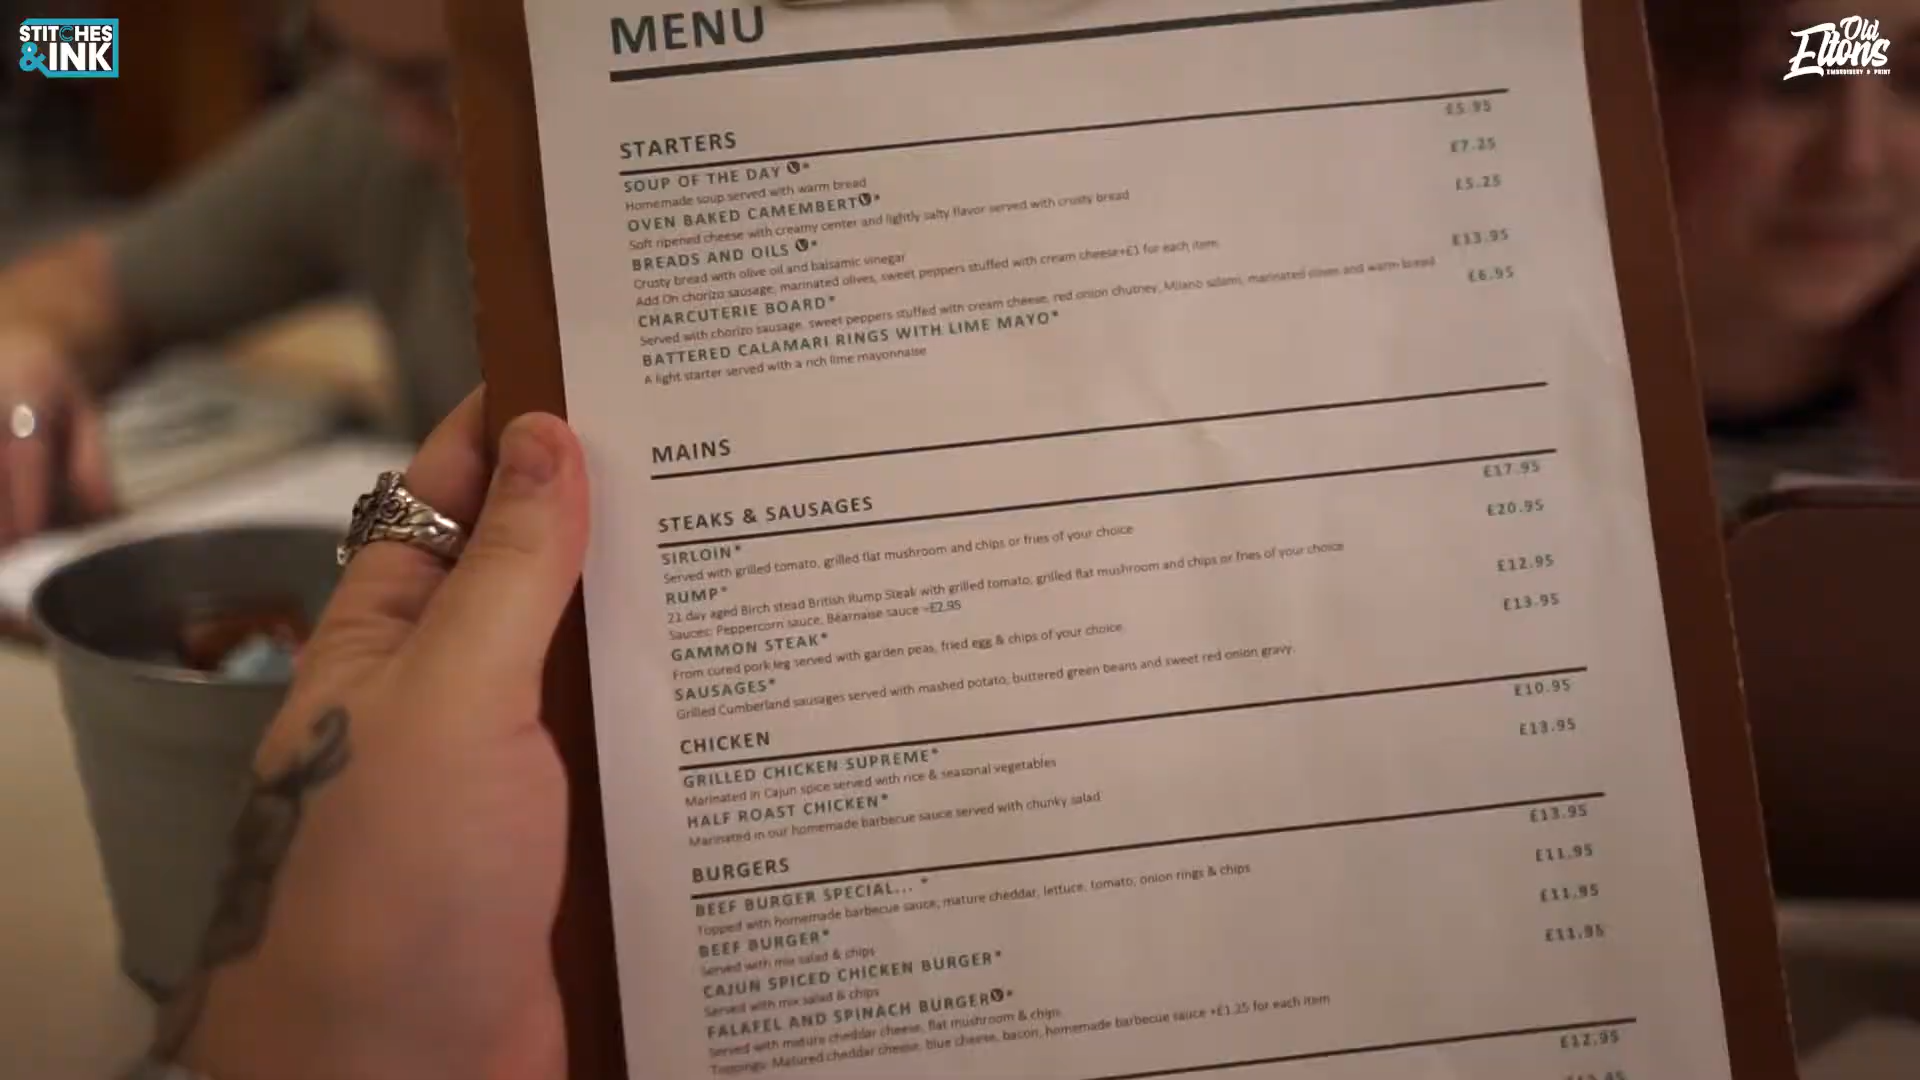 STITCHES
&INK
Old
Eltons
EMBROIDERY & PRINT
MENU
STARTERS
SOUP OF THE DAY V* £5.95
Homemade soup served with warm bread
OVEN BAKED CAMEMBERT V* £7.25
Soft ripened cheese with creamy center and lightly salty flavor served with crusty bread
BREADS AND OILS V* £5.25
Crusty bread with olive oil and balsamic vinegar
Add On chorizo sausage, marinated olives, sweet peppers stuffed with cream cheese+£1 for each item
CHARCUTERIE BOARD* £13.95
Served with chorizo sausage, sweet peppers stuffed with cream cheese, red onion chutney, Milano salami, marinated olives and warm bread
BATTERED CALAMARI RINGS WITH LIME MAYO* £6.95
A light starter served with a rich lime mayonnaise
MAINS
STEAKS & SAUSAGES
SIRLOIN* £17.95
Served with grilled tomato, grilled flat mushroom and chips or fries of your choice
RUMP* £20.95
21 day aged Birch stead British Rump Steak with grilled tomato, grilled flat mushroom and chips or fries of your choice
Sauces: Peppercorn sauce, Béarnaise sauce -£2.95
GAMMON STEAK* £12.95
From cured pork leg served with garden peas, fried egg & chips of your choice
SAUSAGES* £13.95
Grilled Cumberland sausages served with mashed potato, buttered green beans and sweet red onion gravy.
CHICKEN
GRILLED CHICKEN SUPREME* £10.95
Marinated in Cajun spice served with rice & seasonal vegetables
HALF ROAST CHICKEN* £13.95
Marinated in our homemade barbecue sauce served with chunky salad
BURGERS
BEEF BURGER SPECIAL... * £13.95
Topped with homemade barbecue sauce, mature cheddar, lettuce, tomato, onion rings & chips
BEEF BURGER* £11.95
Served with mix salad & chips
CAJUN SPICED CHICKEN BURGER* £11.95
Served with mix salad & chips
FALAFEL AND SPINACH BURGER V* £11.95
Served with mature cheddar cheese, flat mushroom & chips
Toppings: Matured cheddar cheese, blue cheese, bacon, homemade barbecue sauce +£1.25 for each item
£12.95